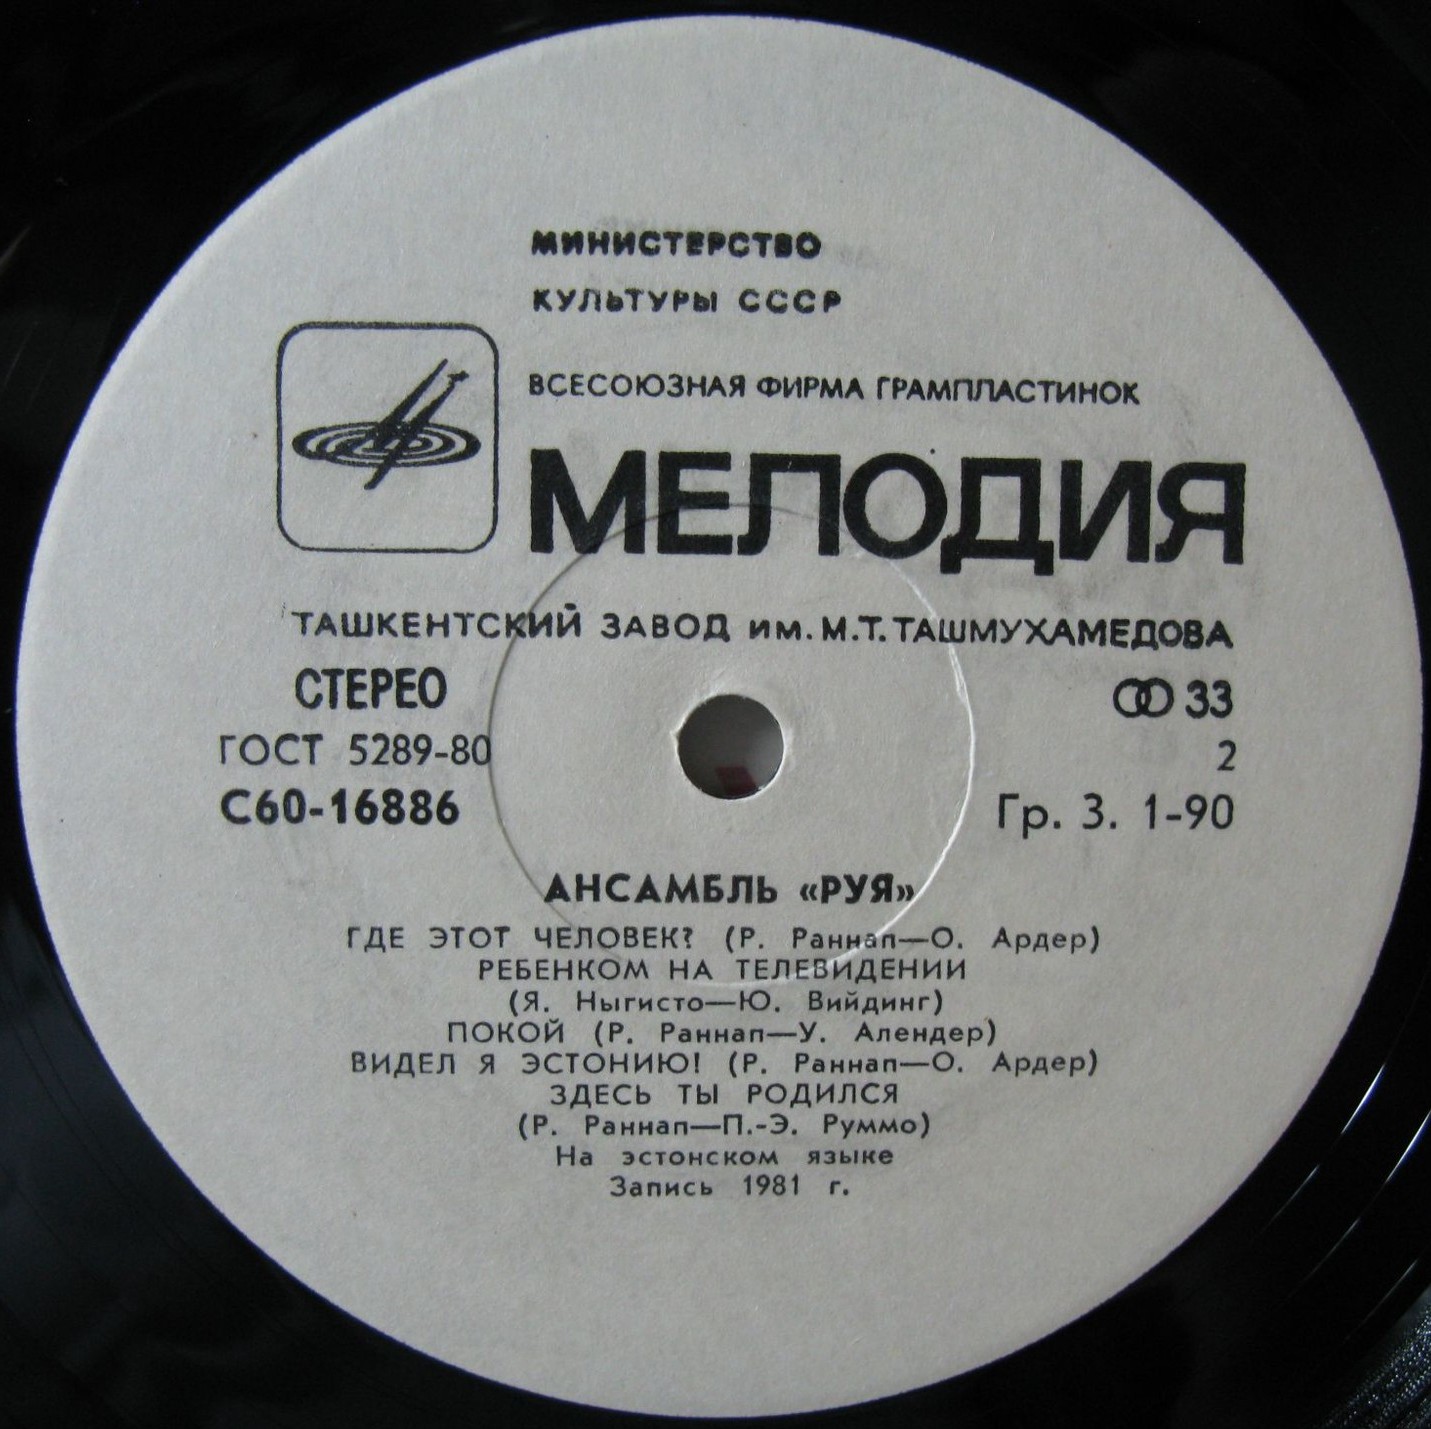 МИНИСТЕРСТВО
КУЛЬТУРЫ СССР
ВСЕСОЮЗНАЯ ФИРМА ГРАМПЛАСТИНОК
МЕЛОДИЯ
ТАШКЕНТСКИЙ ЗАВОД им. М.Т. ТАШМУХАМЕДОВА
СТЕРЕО 33
ГОСТ 5289-80 2
С60-16886 Гр. 3. 1-90
АНСАМБЛЬ «РУЯ»
ГДЕ ЭТОТ ЧЕЛОВЕК? (Р. Раннап—О. Ардер)
РЕБЕНКОМ НА ТЕЛЕВИДЕНИИ
(Я. Ныгисто—Ю. Вийдинг)
ПОКОЙ (Р. Раннап—У. Алендер)
ВИДЕЛ Я ЭСТОНИЮ! (Р. Раннап—О. Ардер)
ЗДЕСЬ ТЫ РОДИЛСЯ
(Р. Раннап—П.-Э. Руммо)
На эстонском языке
Запись 1981 г.